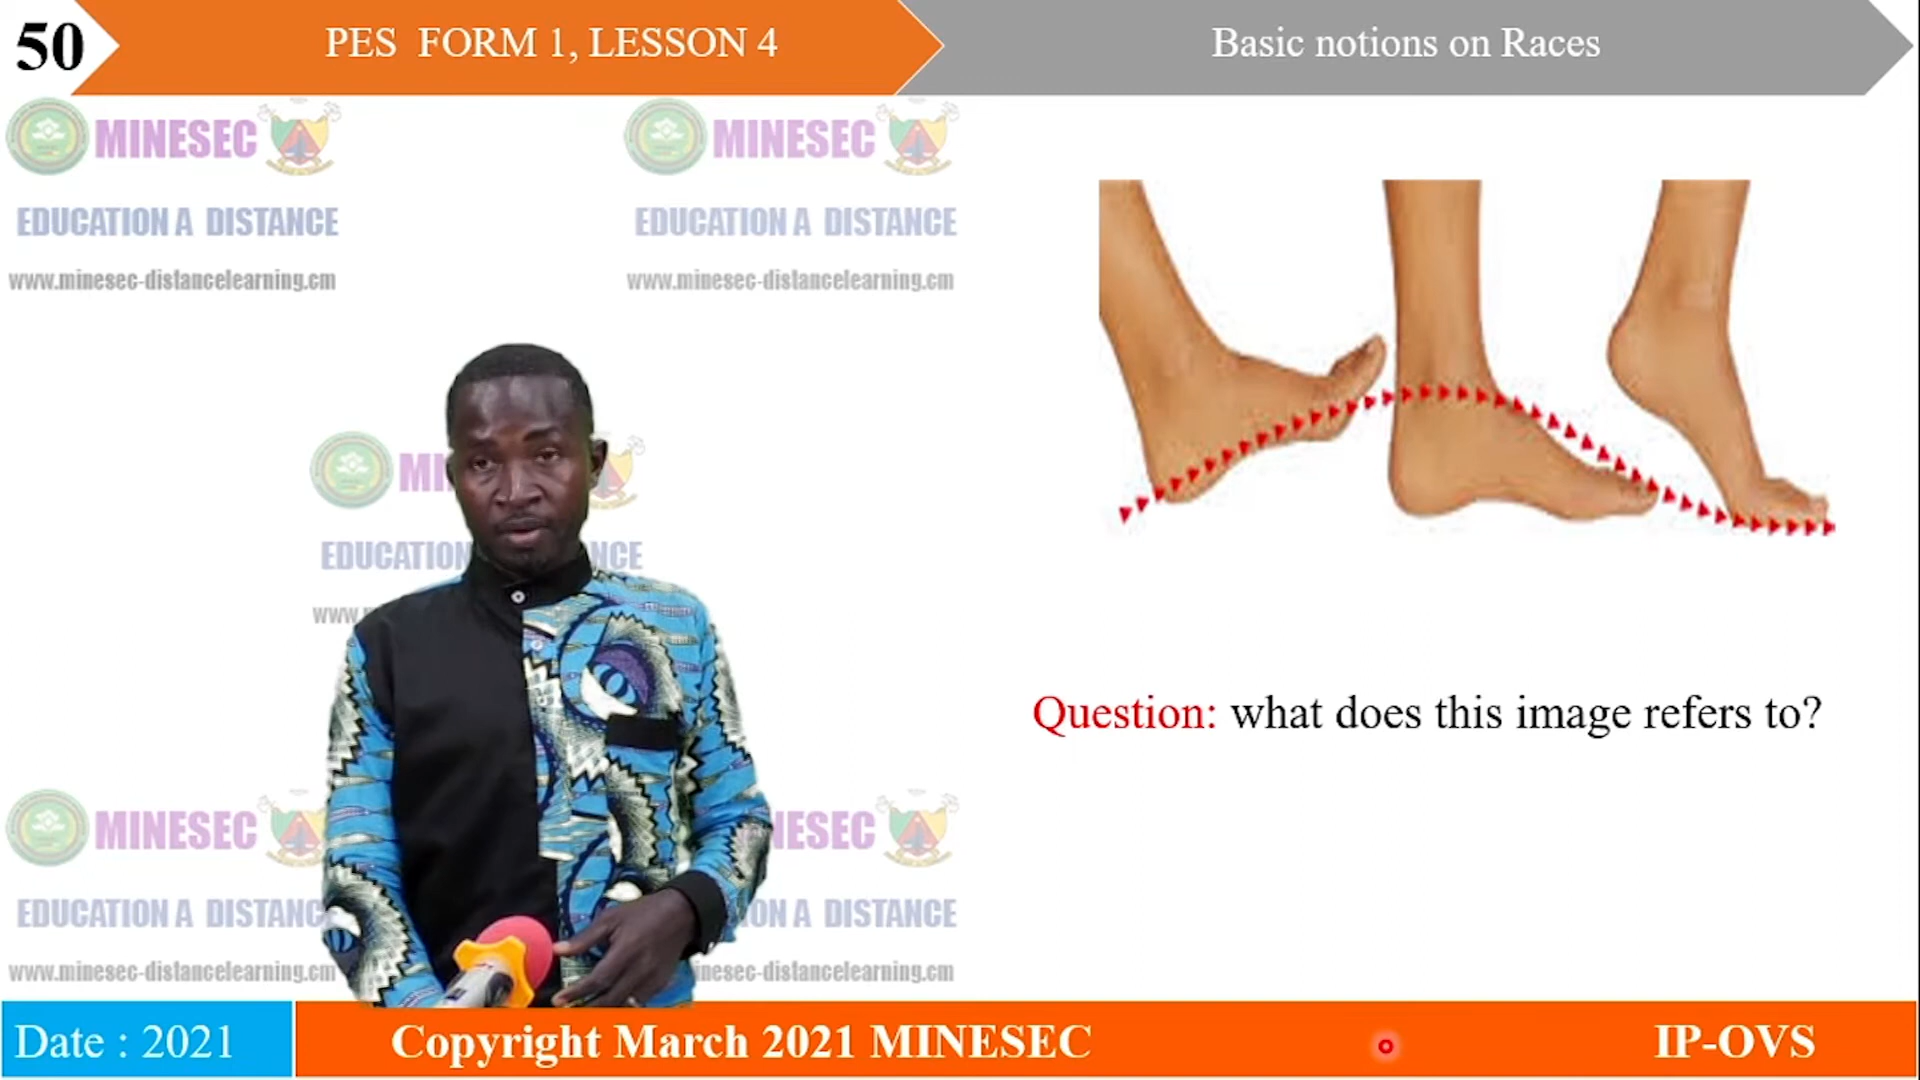 50
PES FORM 1, LESSON 4
Basic notions on Races
MINESEC
EDUCATION A DISTANCE
www.minesec-distancelearning.cm
MINESEC
EDUCATION A DISTANCE
www.minesec-distancelearning.cm
Question: what does this image refers to?
MINESEC
www.minesec-distancelearning.cm
Date : 2021
Copyright March 2021 MINESEC
IP-OVS